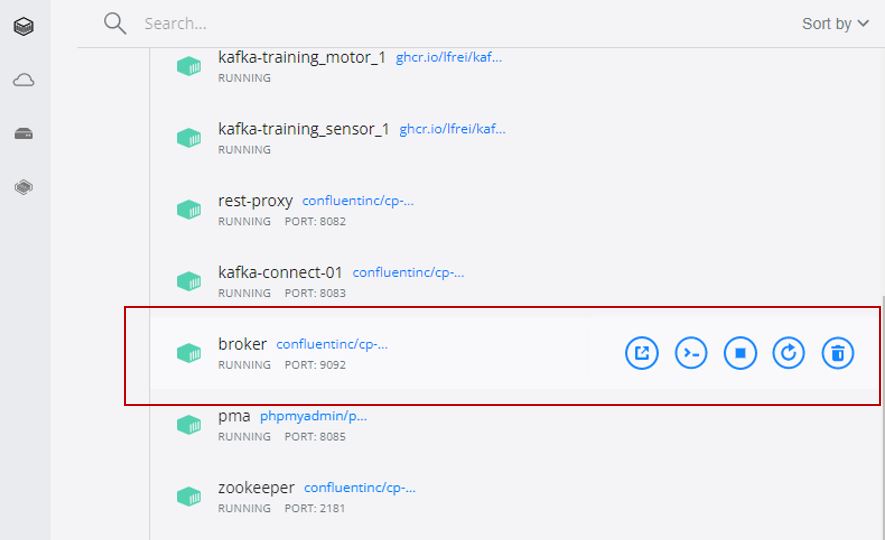 Search...
Sort by
kafka-training_motor_1 ghcr.io/lfrei/kaf...
RUNNING
kafka-training_sensor_1 ghcr.io/lfrei/kaf...
RUNNING
rest-proxy confluentinc/cp-...
RUNNING PORT: 8082
kafka-connect-01 confluentinc/cp-...
RUNNING PORT: 8083
broker confluentinc/cp-...
RUNNING PORT: 9092
pma phpmyadmin/p...
RUNNING PORT: 8085
zookeeper confluentinc/cp-...
RUNNING PORT: 2181